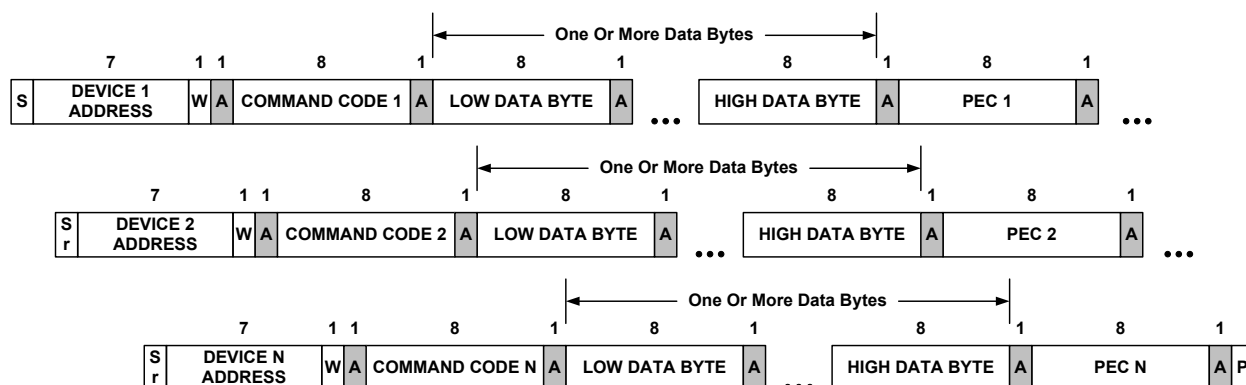 One Or More Data Bytes
7 1 1 8 1 8 1 8 1 8 1
S DEVICE 1 ADDRESS W A COMMAND CODE 1 A LOW DATA BYTE A ••• HIGH DATA BYTE A PEC 1 A •••
One Or More Data Bytes
7 1 1 8 1 8 1 8 1 8 1
Sr DEVICE 2 ADDRESS W A COMMAND CODE 2 A LOW DATA BYTE A ••• HIGH DATA BYTE A PEC 2 A •••
One Or More Data Bytes
7 1 1 8 1 8 1 8 1 8 1
Sr DEVICE N ADDRESS W A COMMAND CODE N A LOW DATA BYTE A ••• HIGH DATA BYTE A PEC N A P